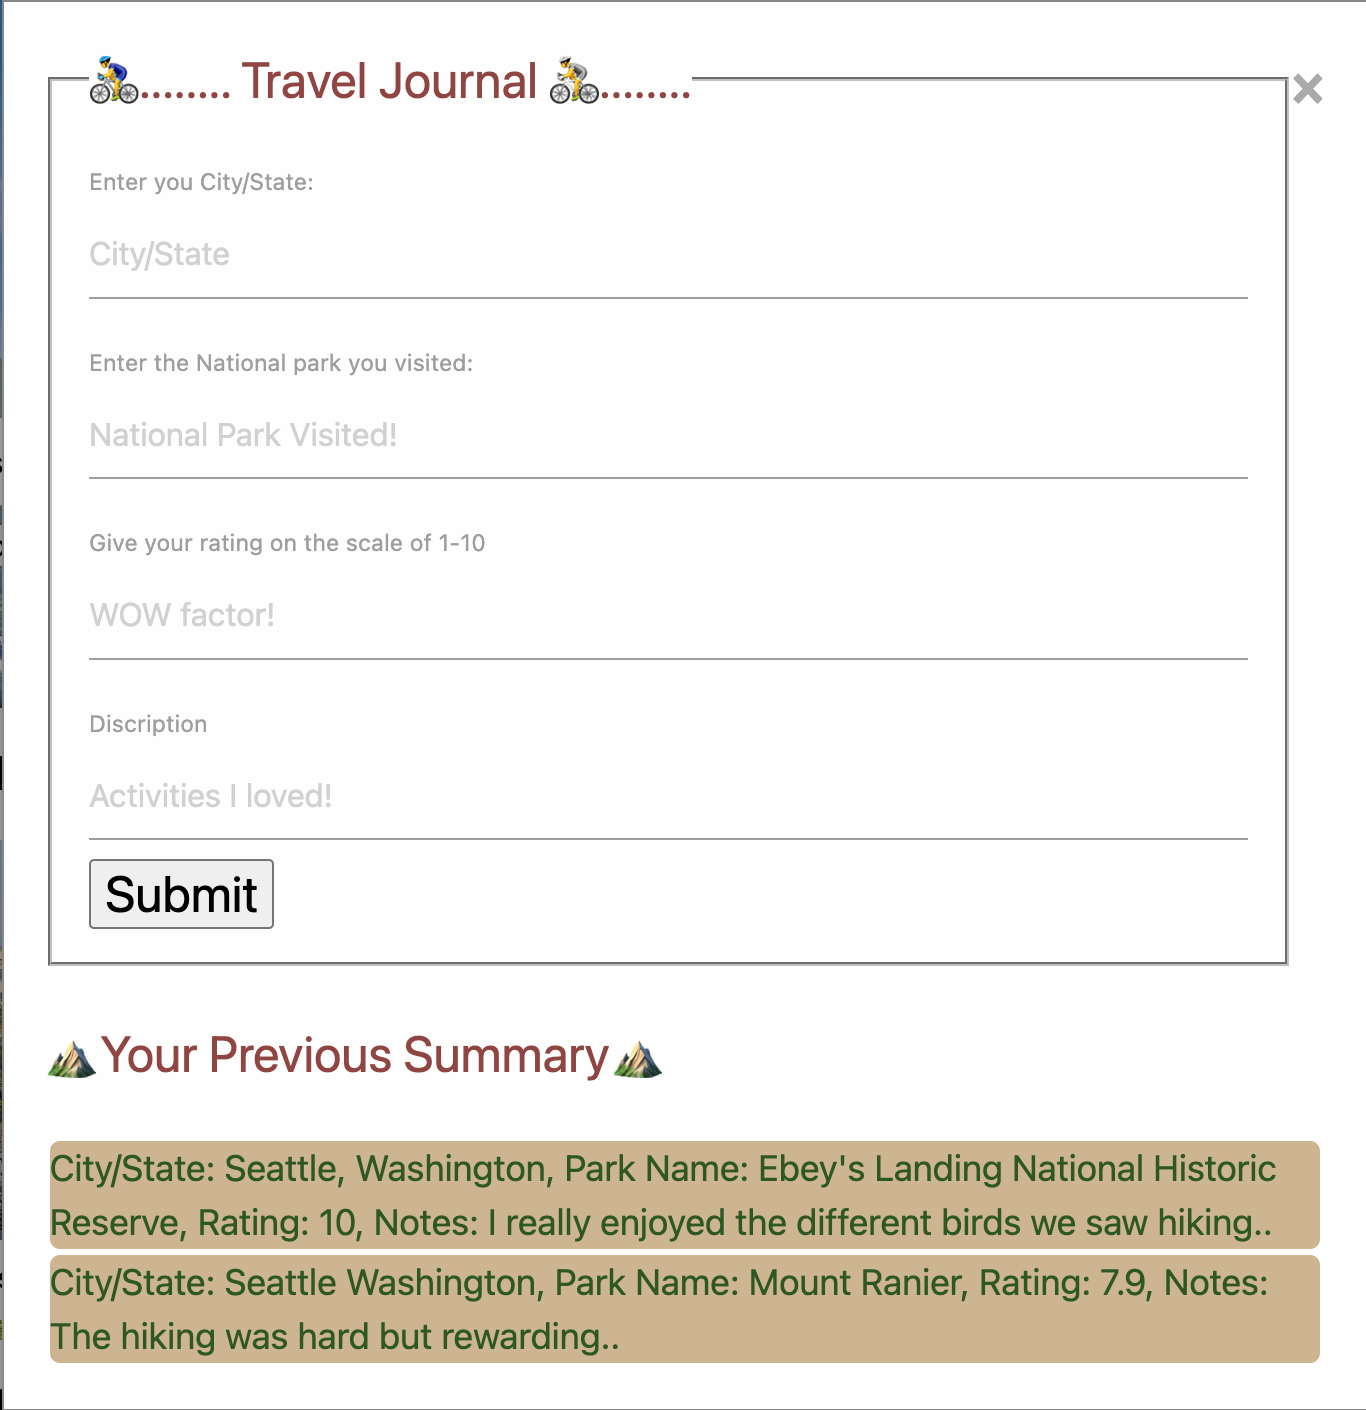 🚴........ Travel Journal 🚴........
Enter you City/State:
City/State
Enter the National park you visited:
National Park Visited!
Give your rating on the scale of 1-10
WOW factor!
Discription
Activities I loved!
Submit
⛰️Your Previous Summary⛰️
City/State: Seattle, Washington, Park Name: Ebey's Landing National Historic
Reserve, Rating: 10, Notes: I really enjoyed the different birds we saw hiking..
City/State: Seattle Washington, Park Name: Mount Ranier, Rating: 7.9, Notes:
The hiking was hard but rewarding..